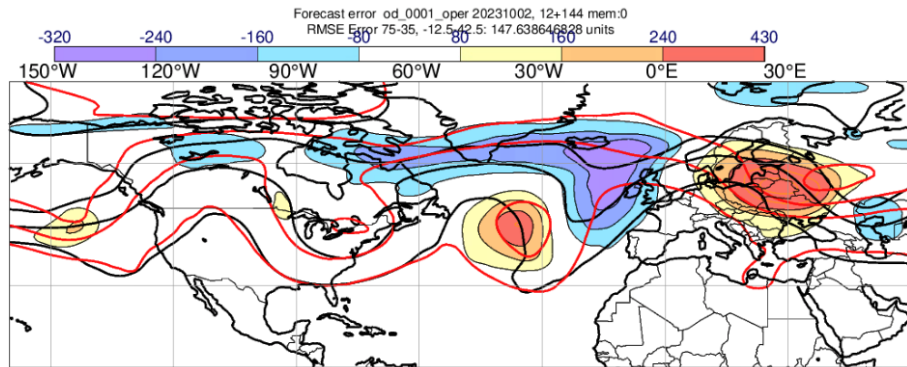 Forecast error od_0001_oper 20231002, 12+144 mem:0
RMSE Error 75-35, -12.5-42.5: 147.638646828 units
-320 -240 -160 -80 80 160 240 430
150°W 120°W 90°W 60°W 30°W 0°E 30°E